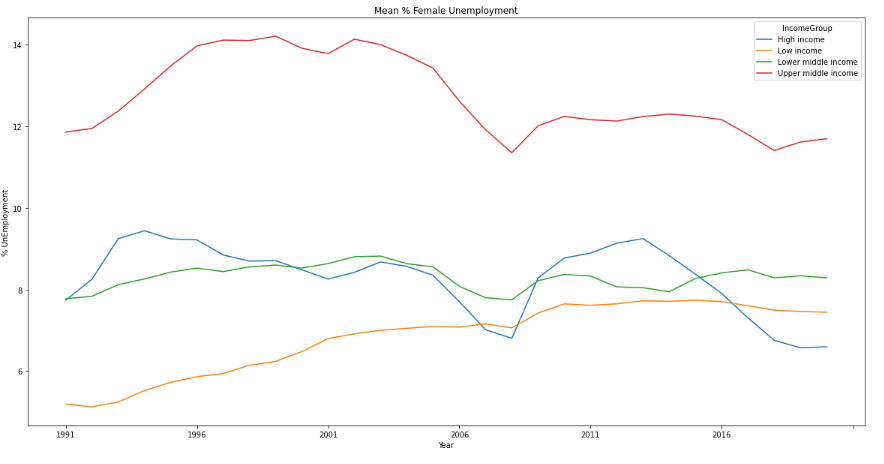 Mean % Female Unemployment
IncomeGroup
High income
Low income
Lower middle income
Upper middle income
% UnEmployment
14
12
10
8
6
1991 1996 2001 2006 2011 2016
Year